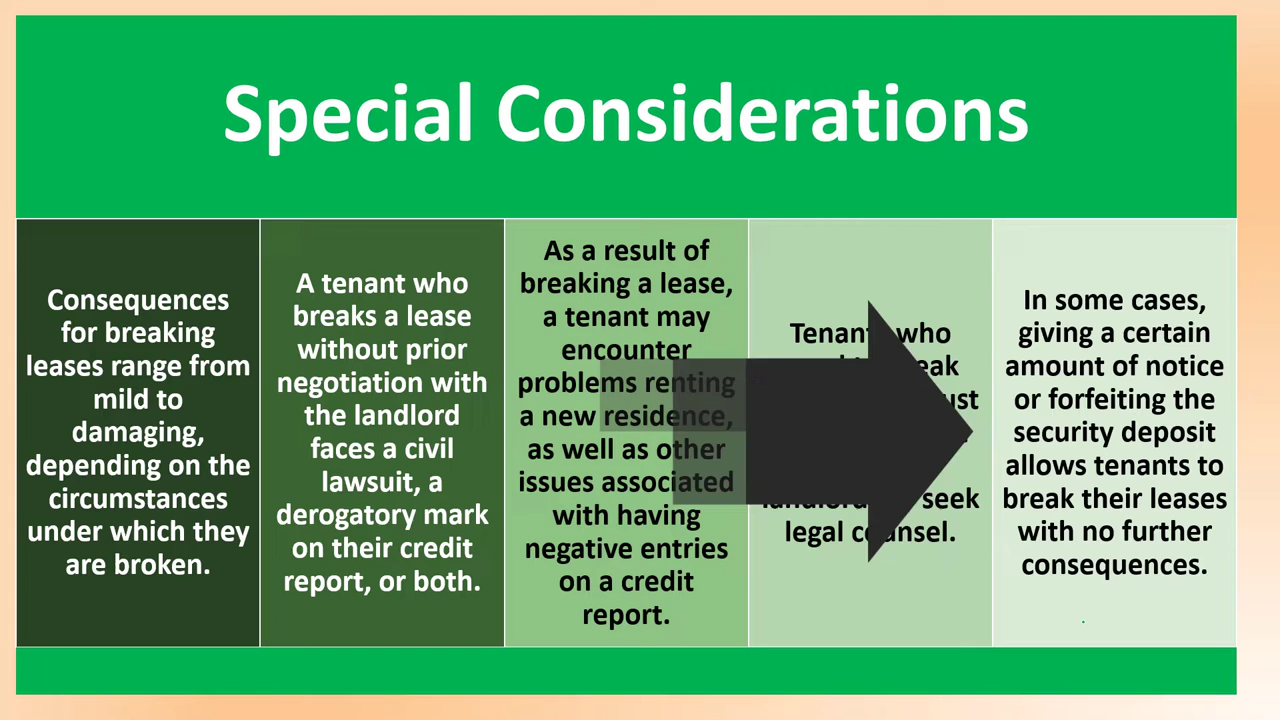 Special Considerations
Consequences
for breaking
leases range from
mild to
damaging,
depending on the
circumstances
under which they
are broken.
A tenant who
breaks a lease
without prior
negotiation with
the landlord
faces a civil
lawsuit, a
derogatory mark
on their credit
report, or both.
As a result of
breaking a lease,
a tenant may
encounter
problems renting
a new residence,
as well as other
issues associated
with having
negative entries
on a credit
report.
Tenants who
seek
legal counsel.
In some cases,
giving a certain
amount of notice
or forfeiting the
security deposit
allows tenants to
break their leases
with no further
consequences.